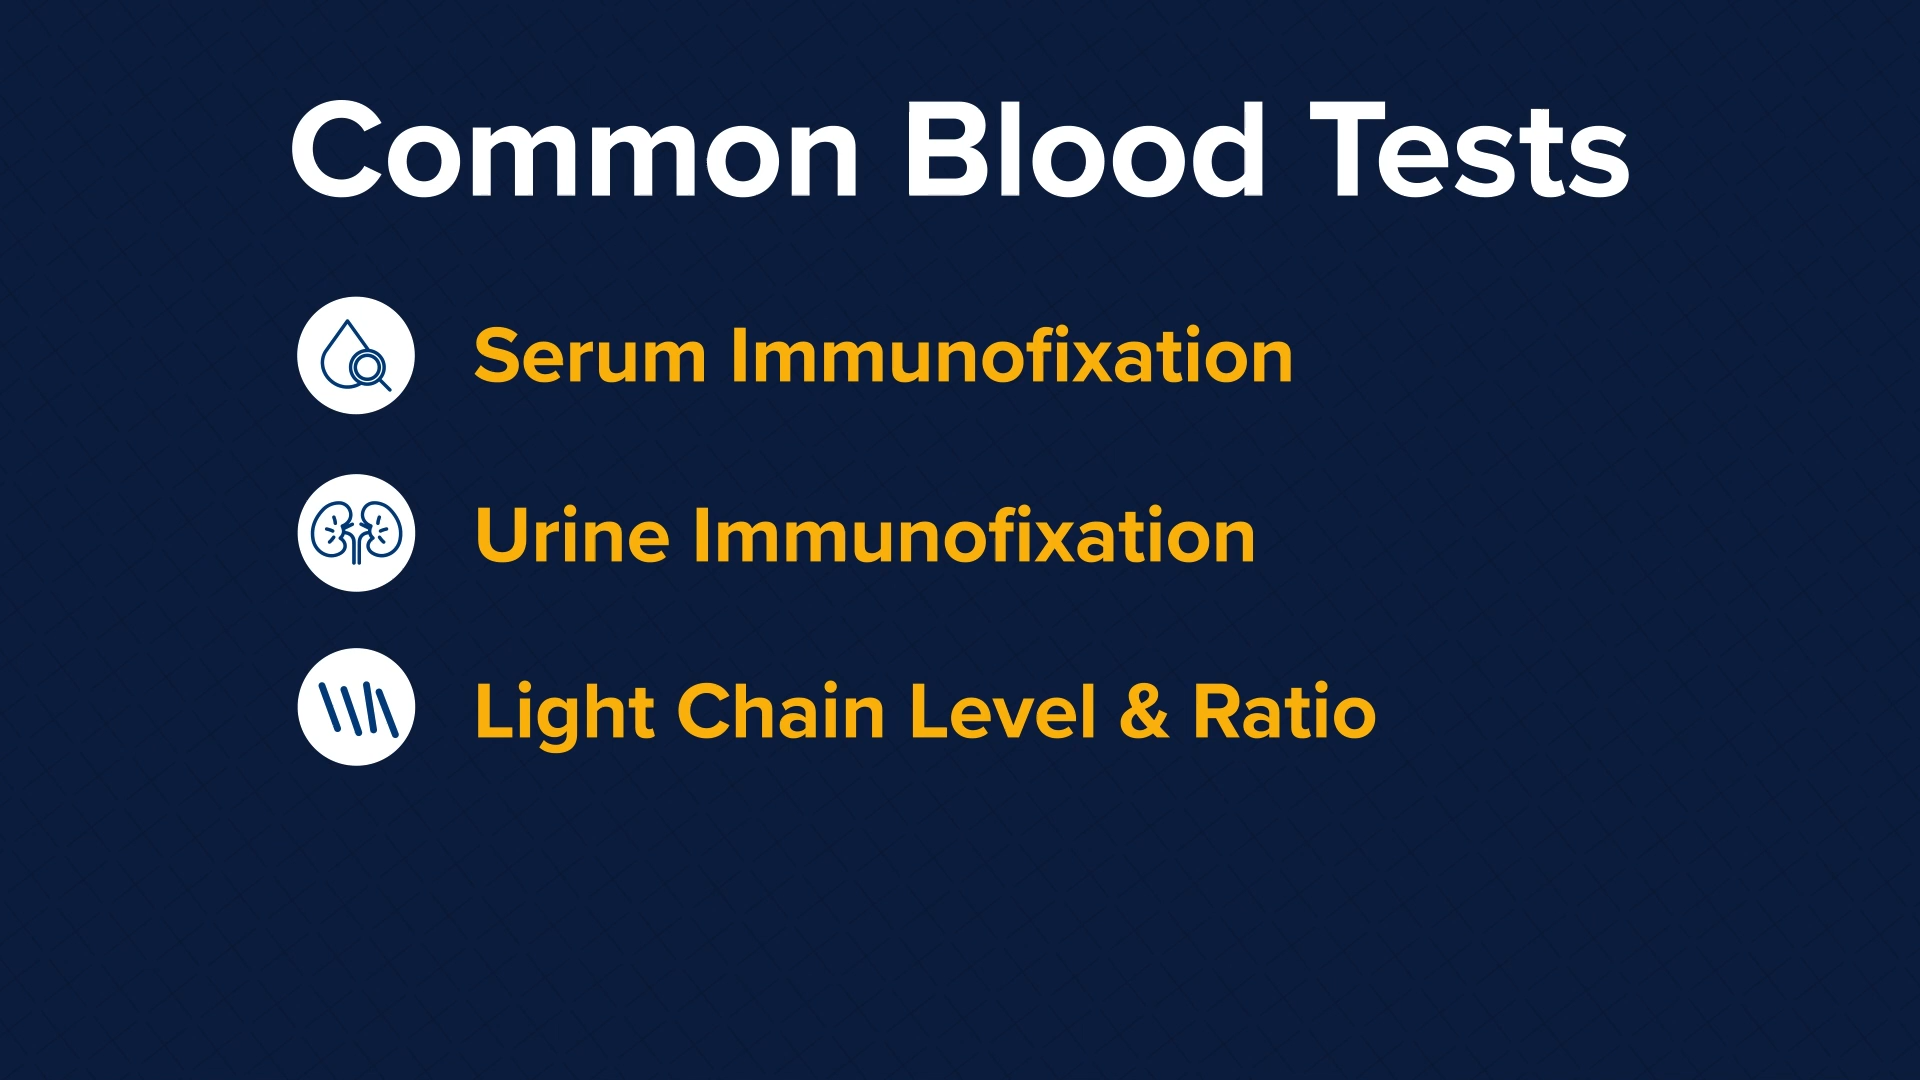 Common Blood Tests
Serum Immunofixation
Urine Immunofixation
Light Chain Level & Ratio